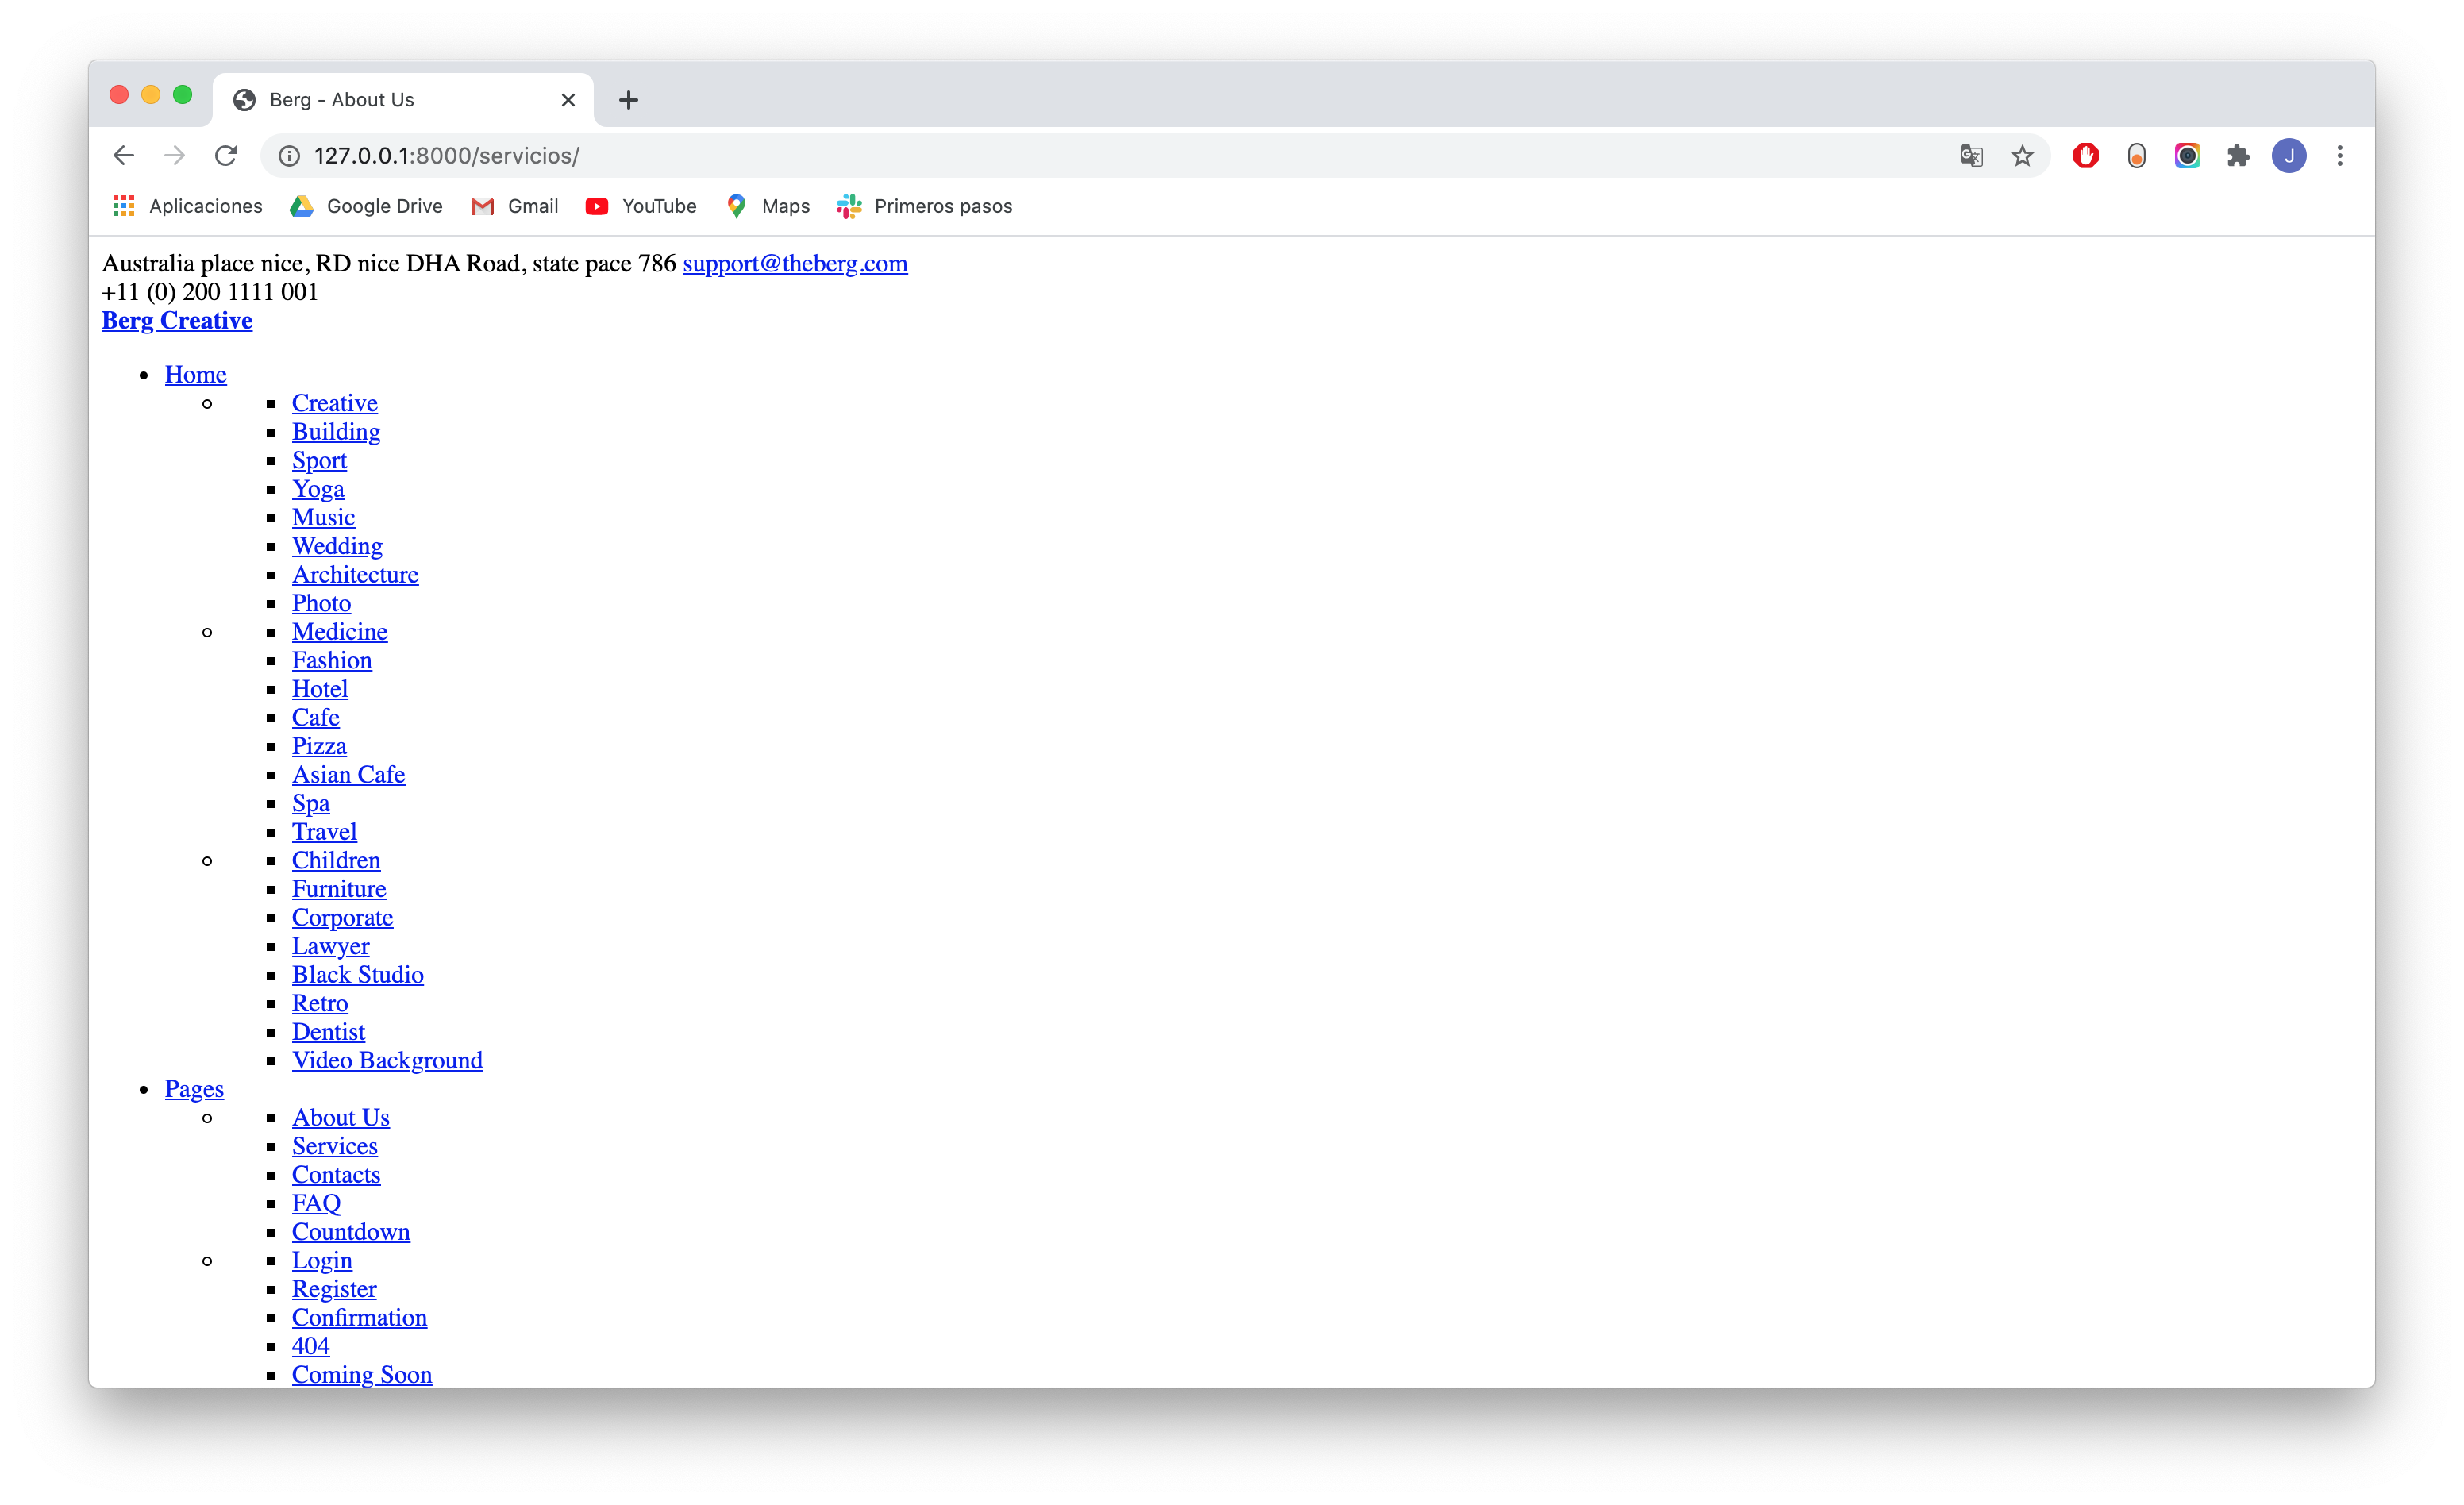 Berg - About Us
127.0.0.1:8000/servicios/
J
Aplicaciones Google Drive Gmail YouTube Maps Primeros pasos
Australia place nice, RD nice DHA Road, state pace 786 support@theberg.com
+11 (0) 200 1111 001
Berg Creative
Home
Creative
Building
Sport
Yoga
Music
Wedding
Architecture
Photo
Medicine
Fashion
Hotel
Cafe
Pizza
Asian Cafe
Spa
Travel
Children
Furniture
Corporate
Lawyer
Black Studio
Retro
Dentist
Video Background
Pages
About Us
Services
Contacts
FAQ
Countdown
Login
Register
Confirmation
404
Coming Soon